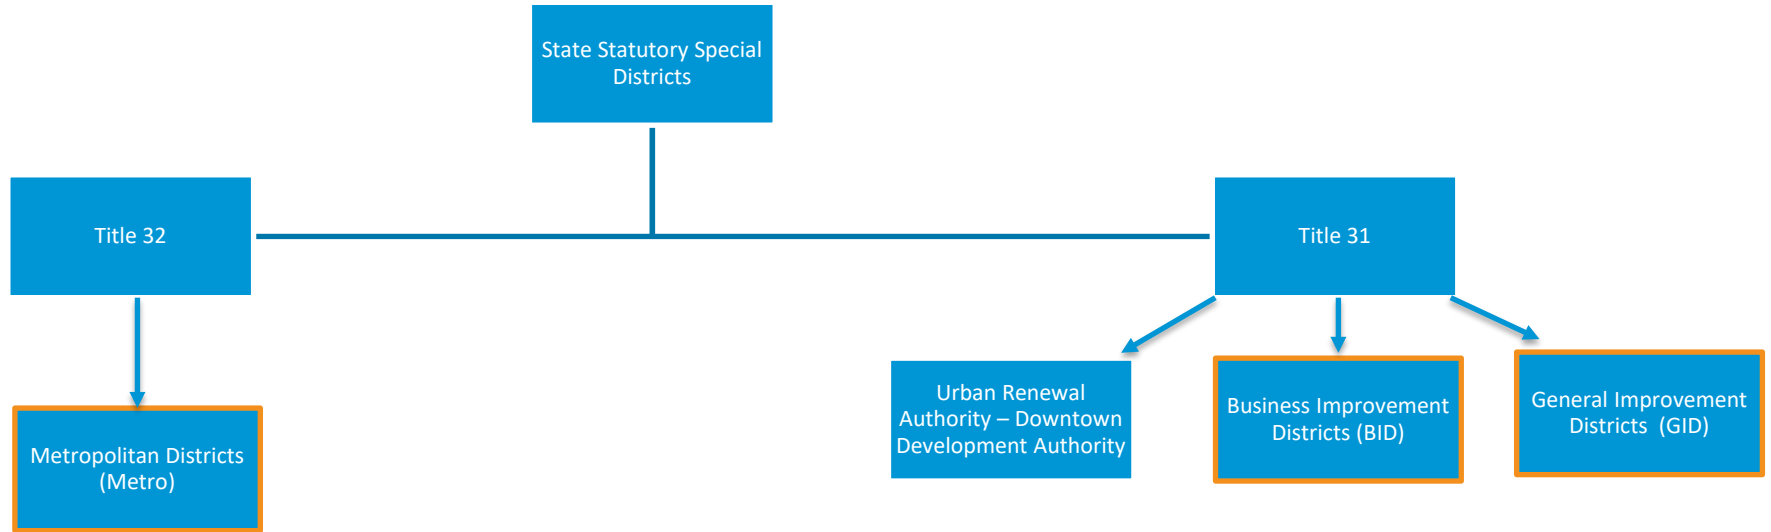 State Statutory Special
Districts
Title 32
Title 31
Urban Renewal
Authority – Downtown
Development Authority
Business Improvement
Districts (BID)
General Improvement
Districts  (GID)
Metropolitan Districts
(Metro)